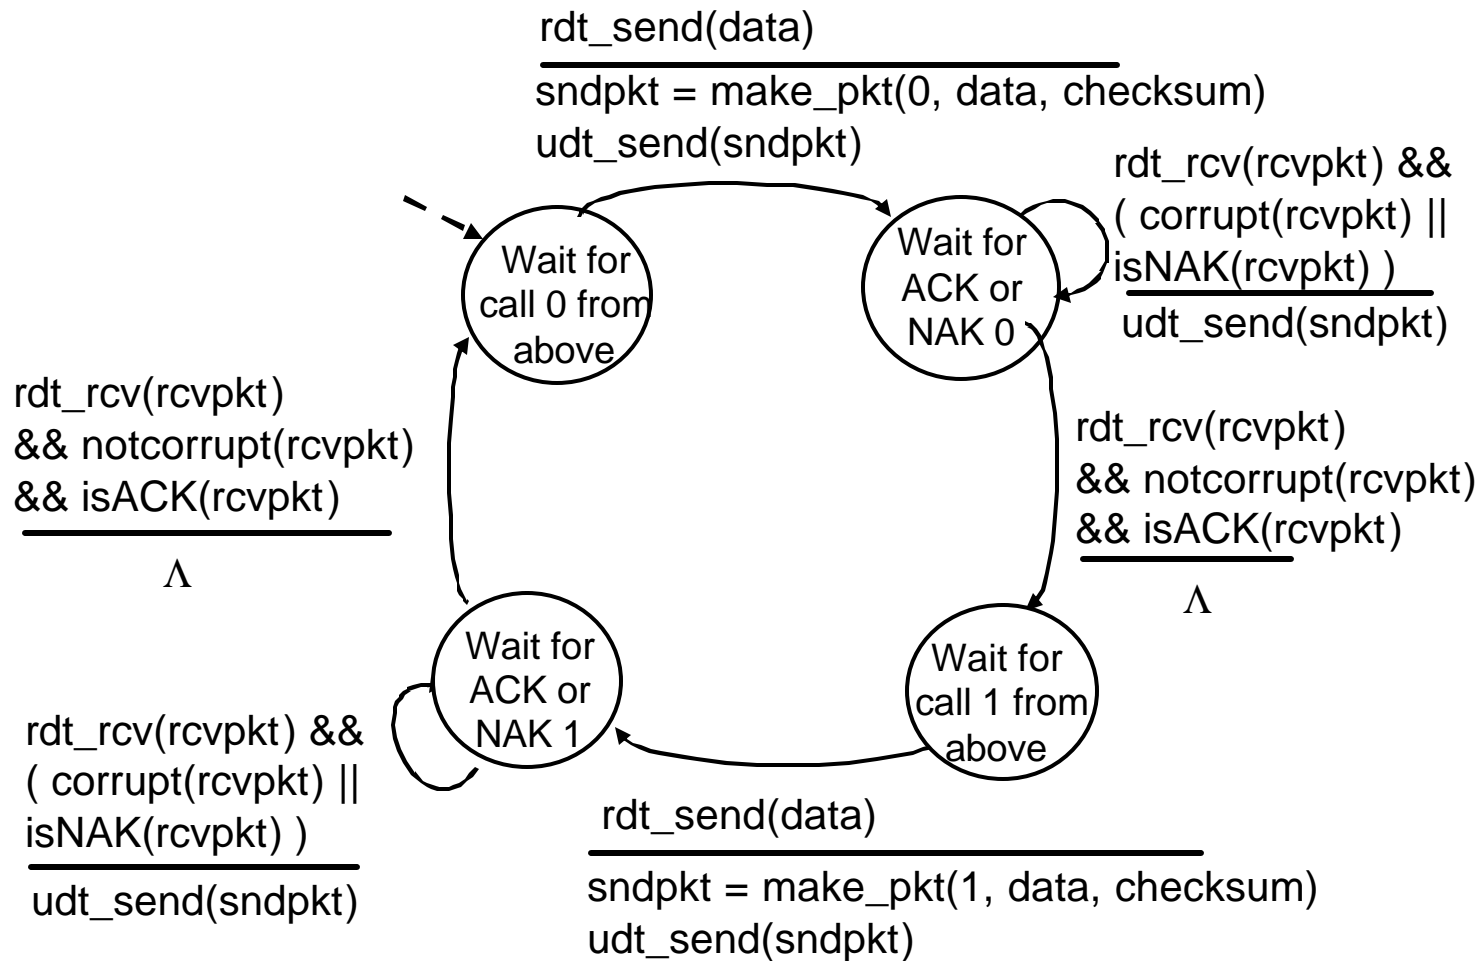 rdt_send(data)
sndpkt = make_pkt(0, data, checksum)
udt_send(sndpkt)
rdt_rcv(rcvpkt) &&
( corrupt(rcvpkt) ||
isNAK(rcvpkt) )
udt_send(sndpkt)
Wait for
call 0 from
above
Wait for
ACK or
NAK 0
rdt_rcv(rcvpkt)
&& notcorrupt(rcvpkt)
&& isACK(rcvpkt)
Λ
rdt_rcv(rcvpkt)
&& notcorrupt(rcvpkt)
&& isACK(rcvpkt)
Λ
Wait for
ACK or
NAK 1
Wait for
call 1 from
above
rdt_rcv(rcvpkt) &&
( corrupt(rcvpkt) ||
isNAK(rcvpkt) )
udt_send(sndpkt)
rdt_send(data)
sndpkt = make_pkt(1, data, checksum)
udt_send(sndpkt)